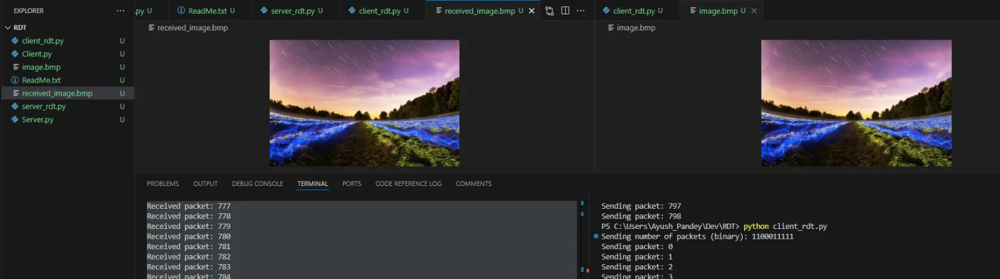 EXPLORER
RDT
client_rdt.py U
Client.py U
image.bmp U
ReadMe.txt U
received_image.bmp U
server_rdt.py U
Server.py U
.py U ReadMe.txt U server_rdt.py U client_rdt.py U received_image.bmp U
received_image.bmp
client_rdt.py U image.bmp U
image.bmp
PROBLEMS OUTPUT DEBUG CONSOLE TERMINAL PORTS CODE REFERENCE LOG COMMENTS
Received packet: 777
Received packet: 778
Received packet: 779
Received packet: 780
Received packet: 781
Received packet: 782
Received packet: 783
Received packet: 784
Sending packet: 797
Sending packet: 798
PS C:\Users\Ayush_Pandey\Dev\RDT> python client_rdt.py
Sending number of packets (binary): 1100011111
Sending packet: 0
Sending packet: 1
Sending packet: 2
Sending packet: 3